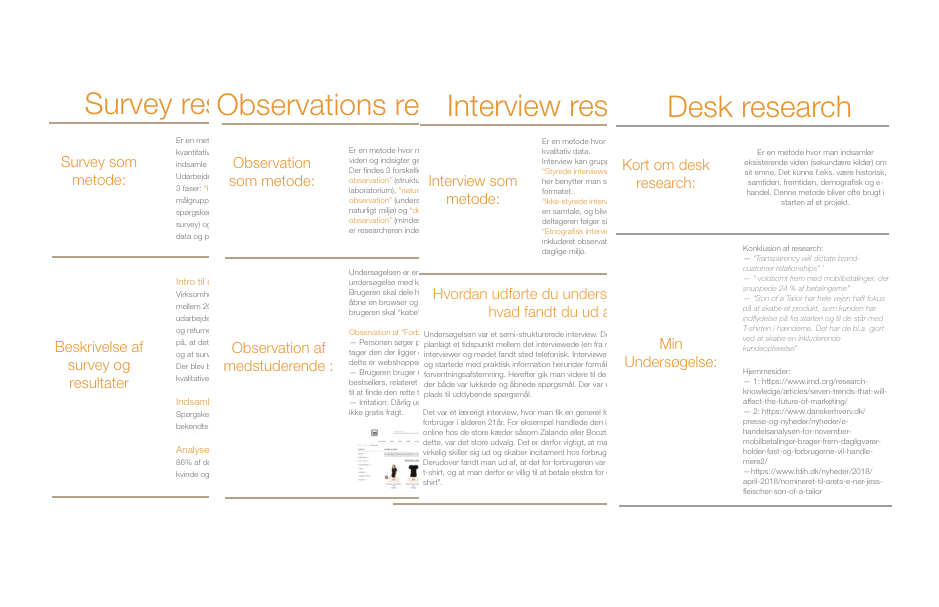 Survey res
Survey som
metode:
Er en met
kvantitativ
indsamle
Udarbejde
3 faser: "I
målgrupp
spørgsker
survey) og
data og p
Beskrivelse af
survey og
resultater
Intro til
Virksomhe
mellem 20
udarbejde
og returne
på, at det
og at surv
Der blev b
kvalitative
Indsaml
Spørgske
bekendte
Analyse
86% af de
kvinde og
Observations re
Observation
som metode:
Er en metode hvor m
viden og indsigter ge
Der findes 3 forskelli
observation" (struktu
laboratorium), "natur
observation" (unders
naturligt miljø) og "de
observation" (minder
er researcheren inde
Observation af
medstuderende :
Undersøgelsen er en
undersøgelse med k
Brugeren skal dele h
åbne en browser og
brugeren skal "købe"
Observation af "Forb
— Personen søger p
tager den der ligger
dette er webshoppen
— Brugeren bruger
bestsellers, relateret
til at finde den rette t
— Irritation: Dårlig uc
ikke gratis fragt.
Interview res
Interview som
metode:
Er en metode hvor
kvalitativ data.
Interview kan grupp
"Styrede interviews
her benytter man s
formatet.
"Ikke-styrede interv
en samtale, og bliv
deltageren følger si
"Etnografisk intervie
inkluderet observat
daglige miljø.
Hvordan udførte du unders
hvad fandt du ud a
Undersøgelsen var et semi-strukturerede interview. De
planlagt et tidspunkt mellem det interviewede (en fra m
interviewer og mødet fandt sted telefonisk. Interviewe
og startede med praktisk information herunder formål
forventningsafstemning. Herefter gik man videre til de
der både var lukkede og åbnede spørgsmål. Der var e
plads til uddybende spørgsmål.
Det var et lærerigt interview, hvor man fik en generel fo
forbruger i alderen 21år. For eksempel handlede den i
online hos de store kæder såsom Zalando eller Boozt
dette, var det store udvalg. Det er derfor vigtigt, at ma
virkelig skiller sig ud og skaber incitament hos forbrug
Derudover fandt man ud af, at det for forbrugeren var
t-shirt, og at man derfor er villig til at betale ekstra for
shirt".
Desk research
Kort om desk
research:
Er en metode hvor man indsamler
eksisterende viden (sekundære kilder) om
sit emne. Det kunne f.eks. være historisk,
samtiden, fremtiden, demografisk og e-
handel. Denne metode bliver ofte brugt i
starten af et projekt.
Min
Undersøgelse:
Konklusion af research:
— "Transparency will dictate brand-
customer relationships" '
— " voldsomt frem med mobilbetalinger, der
snuppede 24 % af betalingerne"
— "Son of a Tailor har hele vejen haft fokus
på at skabe et produkt, som kunden har
indflydelse på fra starten og til de står med
T-shirten i hænderne. Det har de bl.a. gjort
ved at skabe en inkluderende
kundeoplevelse"
Hjemmesider:
— 1: https://www.imd.org/research-
knowledge/articles/seven-trends-that-will-
affect-the-future-of-marketing/
— 2: https://www.danskerhverv.dk/
presse-og-nyheder/nyheder/e-
handelsanalysen-for-november-
mobilbetalinger-brager-frem-dagligvarer-
holder-fast-og-forbrugerne-vil-handle-
mere2/
—https://www.fdih.dk/nyheder/2018/
april-2018/nomineret-til-arets-e-ner-jess-
fleischer-son-of-a-tailor